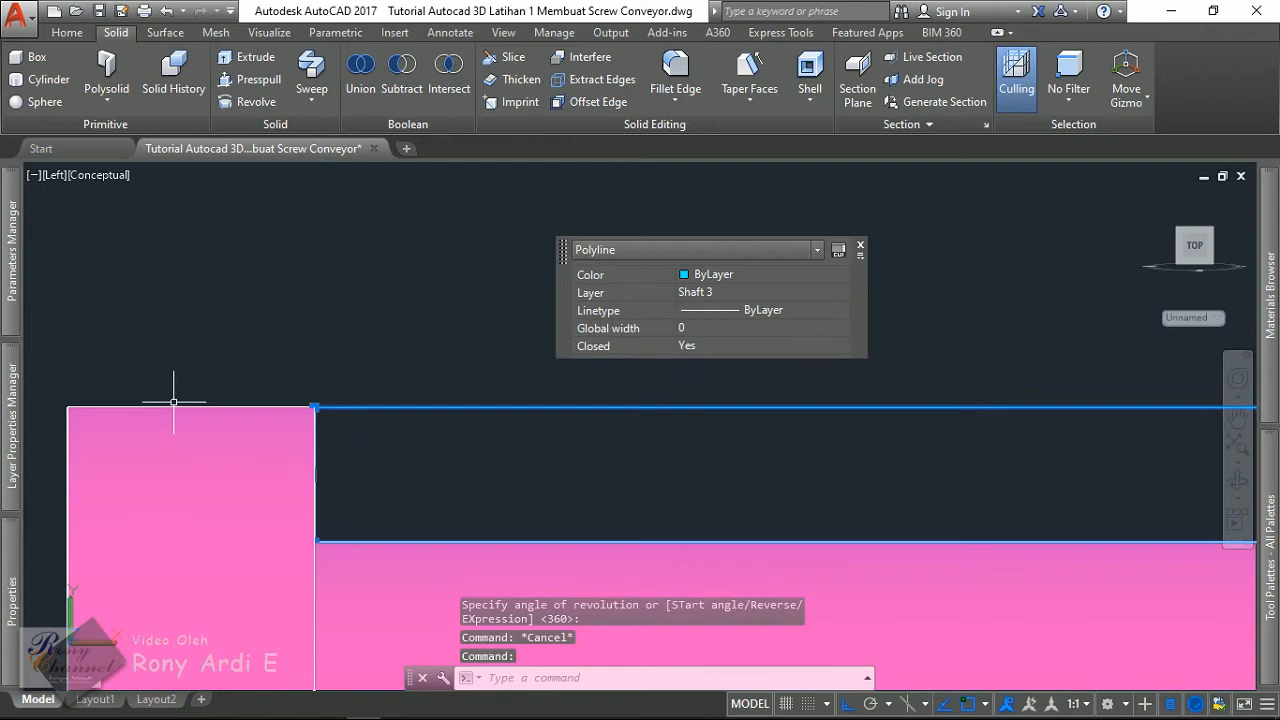 Autodesk AutoCAD 2017 Tutorial Autocad 3D Latihan 1 Membuat Screw Conveyor.dwg Type a keyword or phrase Sign In
Home Solid Surface Mesh Visualize Parametric Insert Annotate View Manage Output Add-ins A360 Express Tools Featured Apps BIM 360
Box Extrude Slice Interfere Live Section
Cylinder Presspull Thicken Extract Edges Add Jog
Sphere Revolve Imprint Offset Edge Generate Section
Polysolid Solid History Sweep Union Subtract Intersect Fillet Edge Taper Faces Shell Section Plane Culling No Filter Move Gizmo
Primitive Solid Boolean Solid Editing Section Selection
Start Tutorial Autocad 3D...buat Screw Conveyor*
[−][Left][Conceptual]
Parameters Manager
Layer Properties Manager
Properties
Materials Browser
Tool Palettes - All Palettes
TOP
Unnamed
Polyline
Color ByLayer
Layer Shaft 3
Linetype ByLayer
Global width 0
Closed Yes
Specify angle of revolution or [STart angle/Reverse/
EXpression] <360>:
Command: *Cancel*
Command:
Type a command
Y
X
Video Oleh
Rony Ardi E
Rony
Channel
Model Layout1 Layout2
MODEL 1:1